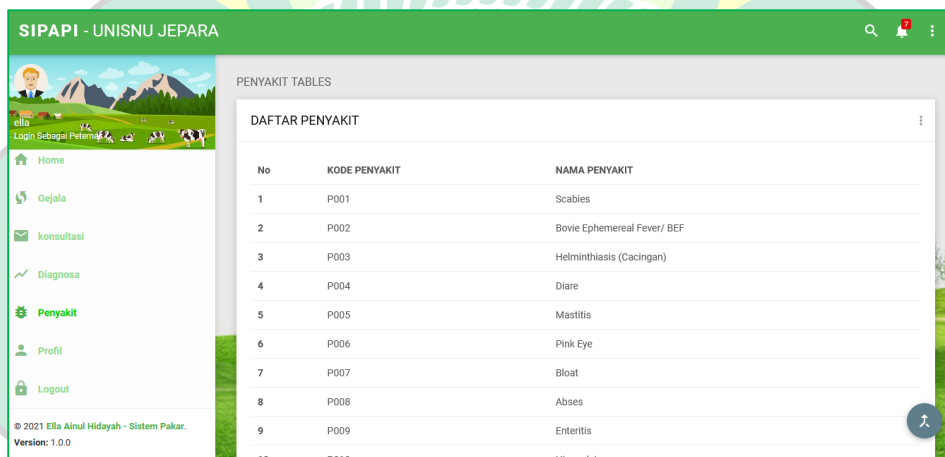 SIPAPI - UNISNU JEPARA
7
ella
Login Sebagai Peternak
Home
Gejala
konsultasi
Diagnosa
Penyakit
Profil
Logout
© 2021 Ella Ainul Hidayah - Sistem Pakar.
Version: 1.0.0
PENYAKIT TABLES
DAFTAR PENYAKIT
No KODE PENYAKIT NAMA PENYAKIT
1 P001 Scabies
2 P002 Bovie Ephemereal Fever/ BEF
3 P003 Helminthiasis (Cacingan)
4 P004 Diare
5 P005 Mastitis
6 P006 Pink Eye
7 P007 Bloat
8 P008 Abses
9 P009 Enteritis